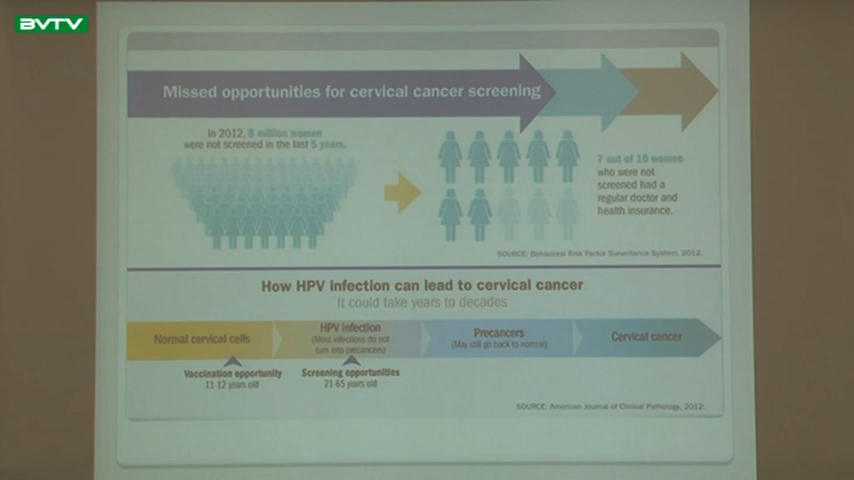 BVTV
Missed opportunities for cervical cancer screening
In 2012, 8 million women
were not screened in the last 5 years.
7 out of 10 women
who were not
screened had a
regular doctor and
health insurance.
SOURCE: Behavioral Risk Factor Surveillance System, 2012.
How HPV infection can lead to cervical cancer
It could take years to decades
Normal cervical cells
HPV infection
(Most infections do not
turn into precancers)
Precancers
(May still go back to normal)
Cervical cancer
Vaccination opportunity
11-12 years old
Screening opportunities
21-65 years old
SOURCE: American Journal of Clinical Pathology, 2012.